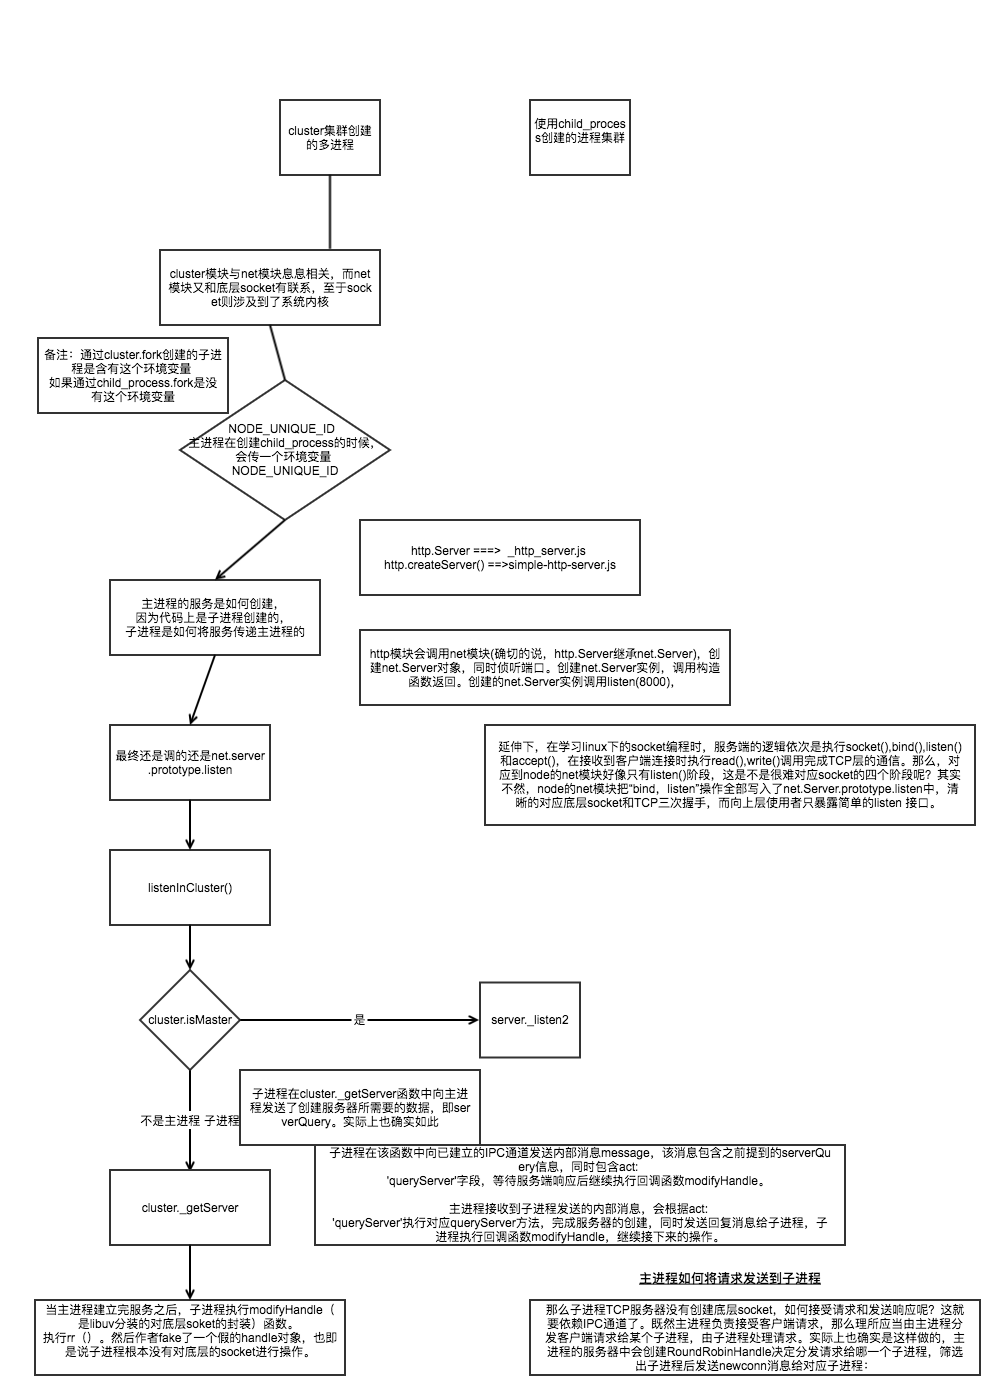 cluster集群创建
的多进程
使用child_proces
s创建的进程集群
cluster模块与net模块息息相关，而net
模块又和底层socket有联系，至于sock
et则涉及到了系统内核
备注：通过cluster.fork创建的子进
程是含有这个环境变量
如果通过child_process.fork是没
有这个环境变量
NODE_UNIQUE_ID
主进程在创建child_process的时候，
会传一个环境变量
NODE_UNIQUE_ID
http.Server ===>  _http_server.js
http.createServer() ==>simple-http-server.js
主进程的服务是如何创建，
因为代码上是子进程创建的，
子进程是如何将服务传递主进程的
http模块会调用net模块(确切的说，http.Server继承net.Server)，创
建net.Server对象，同时侦听端口。创建net.Server实例，调用构造
函数返回。创建的net.Server实例调用listen(8000)，
最终还是调的还是net.server
.prototype.listen
延伸下，在学习linux下的socket编程时，服务端的逻辑依次是执行socket(),bind(),listen()
和accept()，在接收到客户端连接时执行read(),write()调用完成TCP层的通信。那么，对
应到node的net模块好像只有listen()阶段，这是不是很难对应socket的四个阶段呢？其实
不然，node的net模块把“bind，listen”操作全部写入了net.Server.prototype.listen中，清
晰的对应底层socket和TCP三次握手，而向上层使用者只暴露简单的listen 接口。
listenInCluster()
cluster.isMaster
是
server._listen2
不是主进程 子进程
子进程在cluster._getServer函数中向主进
程发送了创建服务器所需要的数据，即ser
verQuery。实际上也确实如此
子进程在该函数中向已建立的IPC通道发送内部消息message，该消息包含之前提到的serverQu
ery信息，同时包含act:
'queryServer'字段，等待服务端响应后继续执行回调函数modifyHandle。
主进程接收到子进程发送的内部消息，会根据act:
'queryServer'执行对应queryServer方法，完成服务器的创建，同时发送回复消息给子进程，子
进程执行回调函数modifyHandle，继续接下来的操作。
cluster._getServer
主进程如何将请求发送到子进程
当主进程建立完服务之后，子进程执行modifyHandle（
是libuv分装的对底层soket的封装）函数。
执行rr（）。然后作者fake了一个假的handle对象，也即
是说子进程根本没有对底层的socket进行操作。
那么子进程TCP服务器没有创建底层socket，如何接受请求和发送响应呢？这就
要依赖IPC通道了。既然主进程负责接受客户端请求，那么理所应当由主进程分
发客户端请求给某个子进程，由子进程处理请求。实际上也确实是这样做的，主
进程的服务器中会创建RoundRobinHandle决定分发请求给哪一个子进程，筛选
出子进程后发送newconn消息给对应子进程：